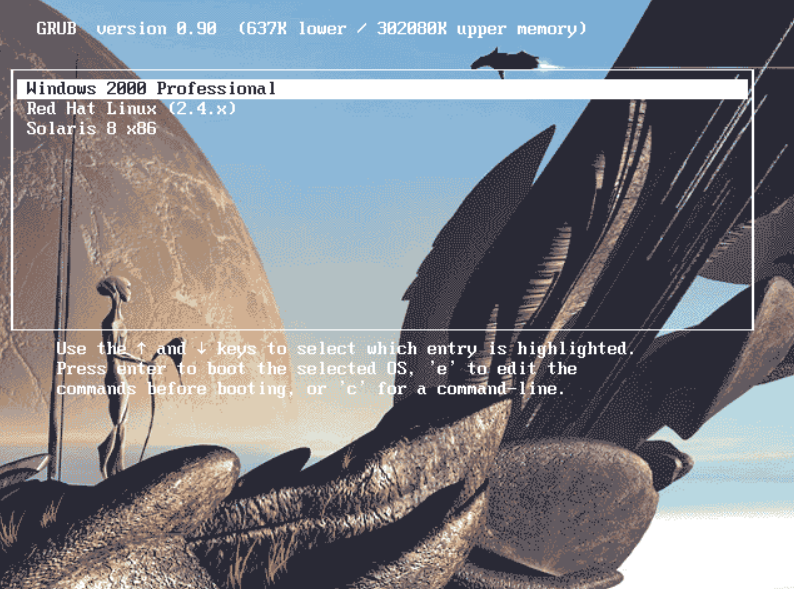 GRUB version 0.90 (637K lower / 302080K upper memory)
Windows 2000 Professional
Red Hat Linux (2.4.x)
Solaris 8 x86
Use the ↑ and ↓ keys to select which entry is highlighted.
Press enter to boot the selected OS, 'e' to edit the
commands before booting, or 'c' for a command-line.